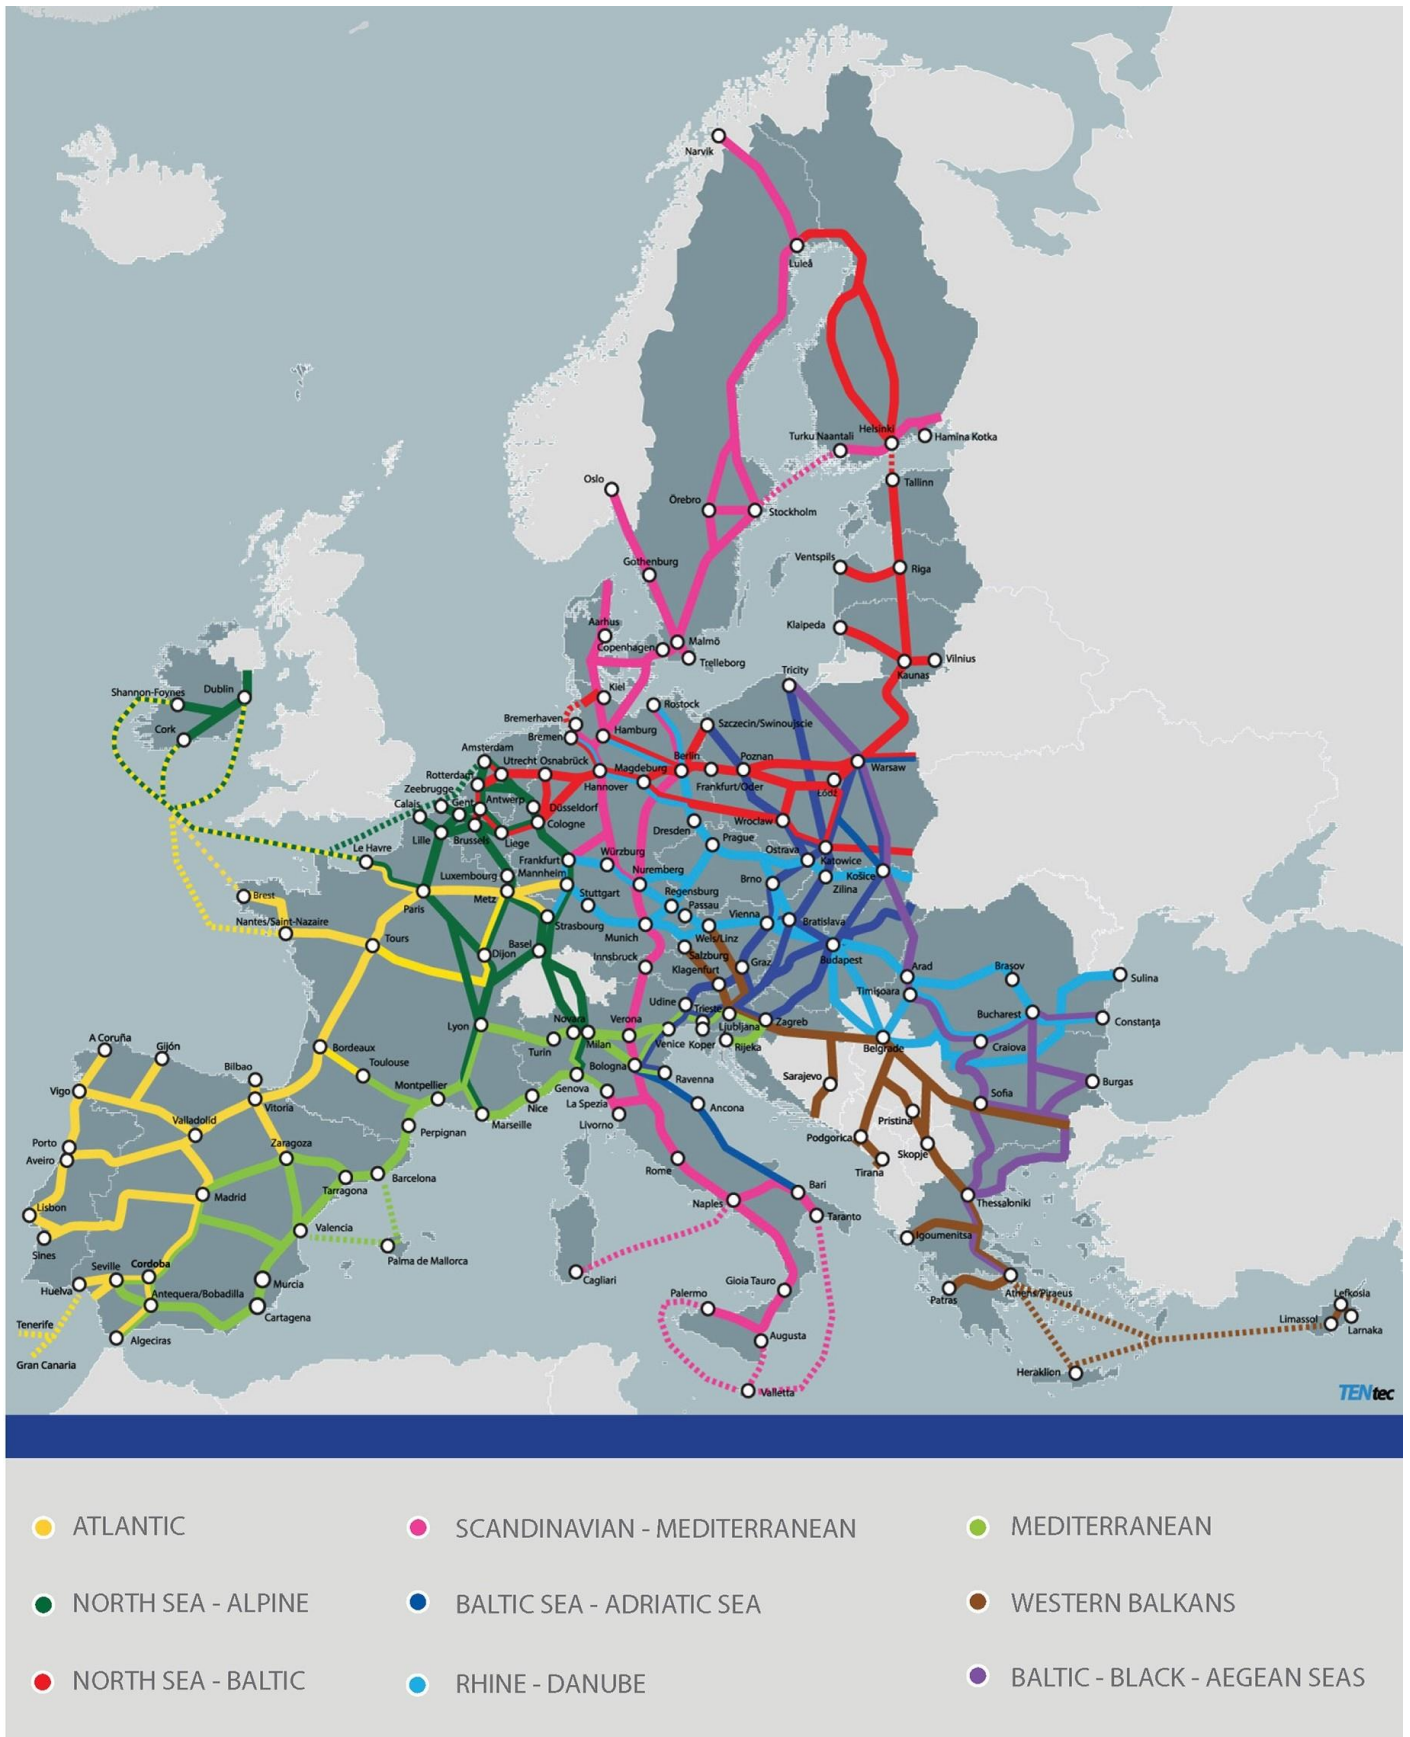 Narvik
Luleå
Helsinki
Turku Naantali
Hamina Kotka
Tallinn
Oslo
Örebro
Stockholm
Ventspils
Riga
Gothenburg
Klaipeda
Aarhus
Copenhagen
Malmö
Trelleborg
Vilnius
Kaunas
Tricity
Shannon-Foynes
Dublin
Kiel
Rostock
Cork
Bremerhaven
Szczecin/Swinoujscie
Bremen
Hamburg
Amsterdam
Utrecht
Osnabrück
Magdeburg
Berlin
Poznan
Warsaw
Rotterdam
Hannover
Frankfurt/Oder
Łódź
Zeebrugge
Calais
Gent
Antwerp
Düsseldorf
Cologne
Wroclaw
Dresden
Lille
Brussels
Liege
Prague
Le Havre
Frankfurt
Würzburg
Ostrava
Katowice
Luxembourg
Mannheim
Nuremberg
Košice
Brno
Zilina
Brest
Metz
Stuttgart
Regensburg
Paris
Passau
Nantes/Saint-Nazaire
Strasbourg
Vienna
Bratislava
Tours
Basel
Munich
Wels/Linz
Dijon
Salzburg
Budapest
Innsbruck
Klagenfurt
Graz
Arad
Brașov
Sulina
Timișoara
Udine
Trieste
Bucharest
Constanța
Lyon
Novara
Verona
Ljubljana
Zagreb
Turin
Milan
Venice
Koper
Rijeka
Belgrade
Craiova
A Coruña
Gijón
Bordeaux
Bologna
Ravenna
Toulouse
Bilbao
Genova
Sarajevo
Montpellier
Burgas
Vigo
Vitoria
Nice
La Spezia
Ancona
Sofia
Valladolid
Marseille
Livorno
Pristina
Perpignan
Podgorica
Porto
Zaragoza
Skopje
Aveiro
Rome
Tirana
Barcelona
Tarragona
Bari
Madrid
Naples
Thessaloniki
Lisbon
Taranto
Valencia
Igoumenitsa
Sines
Palma de Mallorca
Seville
Cordoba
Cagliari
Gioia Tauro
Murcia
Huelva
Antequera/Bobadilla
Palermo
Patras
Athens/Piraeus
Lefkosia
Cartagena
Limassol
Larnaka
Tenerife
Algeciras
Augusta
Gran Canaria
Heraklion
Valletta
TENtec
ATLANTIC
SCANDINAVIAN - MEDITERRANEAN
MEDITERRANEAN
NORTH SEA - ALPINE
BALTIC SEA - ADRIATIC SEA
WESTERN BALKANS
NORTH SEA - BALTIC
RHINE - DANUBE
BALTIC - BLACK - AEGEAN SEAS